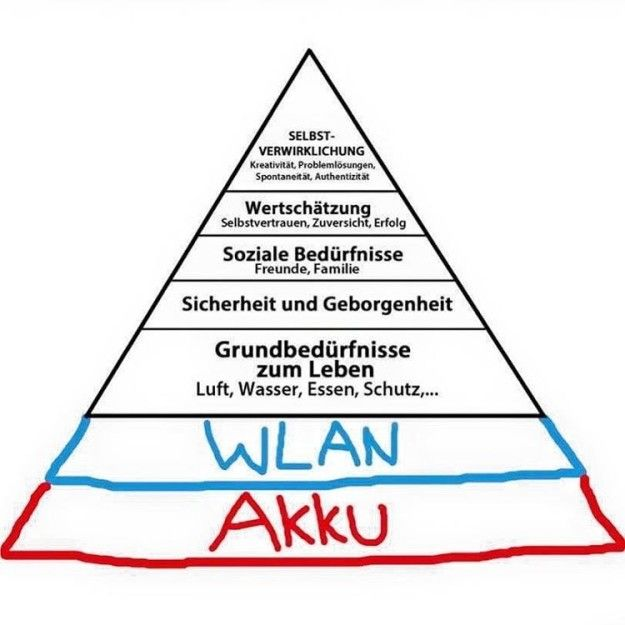 SELBST-
VERWIRKLICHUNG
Kreativität, Problemlösungen,
Spontaneität, Authentizität
Wertschätzung
Selbstvertrauen, Zuversicht, Erfolg
Soziale Bedürfnisse
Freunde, Familie
Sicherheit und Geborgenheit
Grundbedürfnisse
zum Leben
Luft, Wasser, Essen, Schutz,...
WLAN
Akku